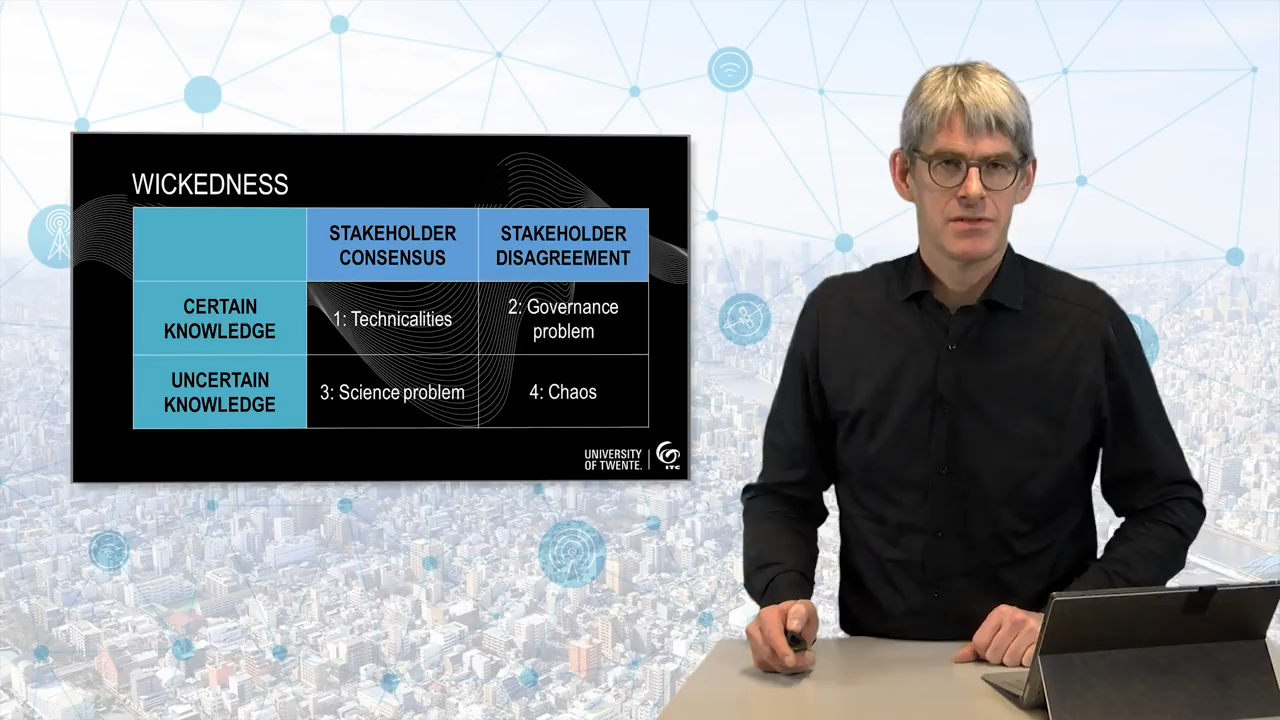 WICKEDNESS
STAKEHOLDER
CONSENSUS
STAKEHOLDER
DISAGREEMENT
CERTAIN
KNOWLEDGE
1: Technicalities
2: Governance
problem
UNCERTAIN
KNOWLEDGE
3: Science problem
4: Chaos
UNIVERSITY
OF TWENTE.
ITC